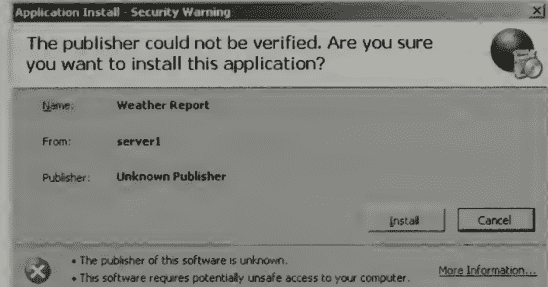 Application Install - Security Warning
The publisher could not be verified. Are you sure
you want to install this application?
Name: Weather Report
From: server1
Publisher: Unknown Publisher
Install Cancel
• The publisher of this software is unknown.
• This software requires potentially unsafe access to your computer.
More Information...